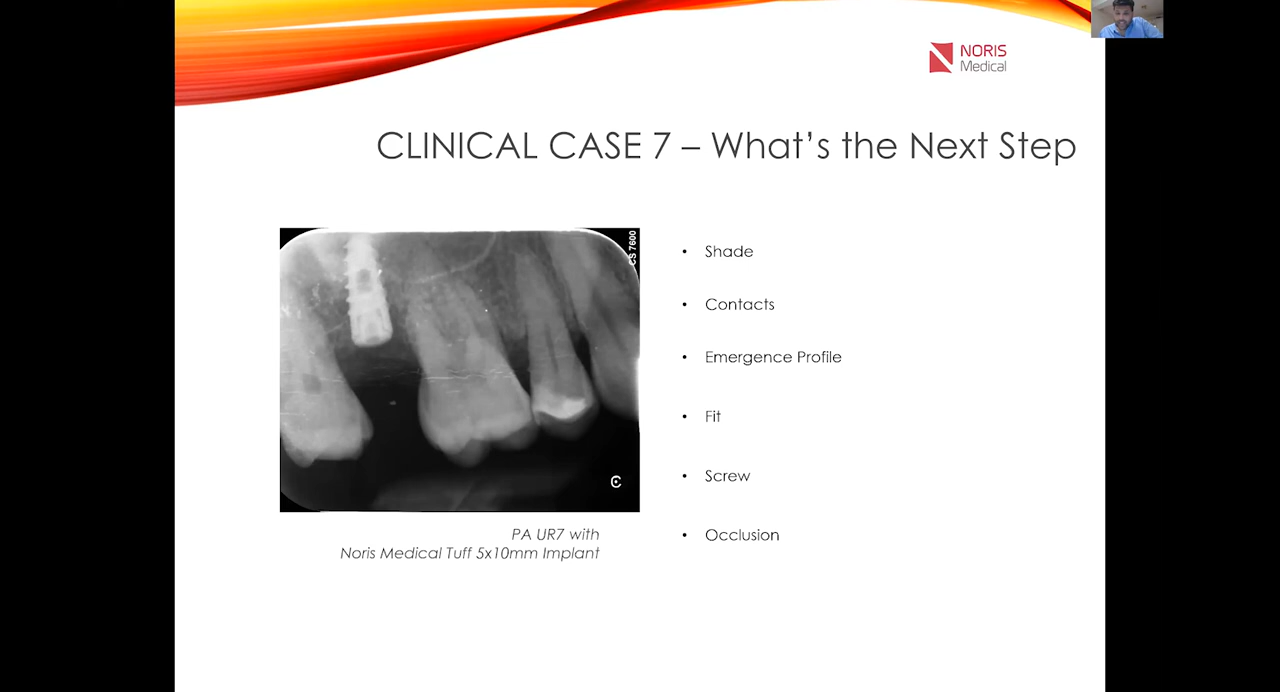 NORIS
Medical
CLINICAL CASE 7 – What's the Next Step
CS 7600
C
PA UR7 with
Noris Medical Tuff 5x10mm Implant
• Shade
• Contacts
• Emergence Profile
• Fit
• Screw
• Occlusion